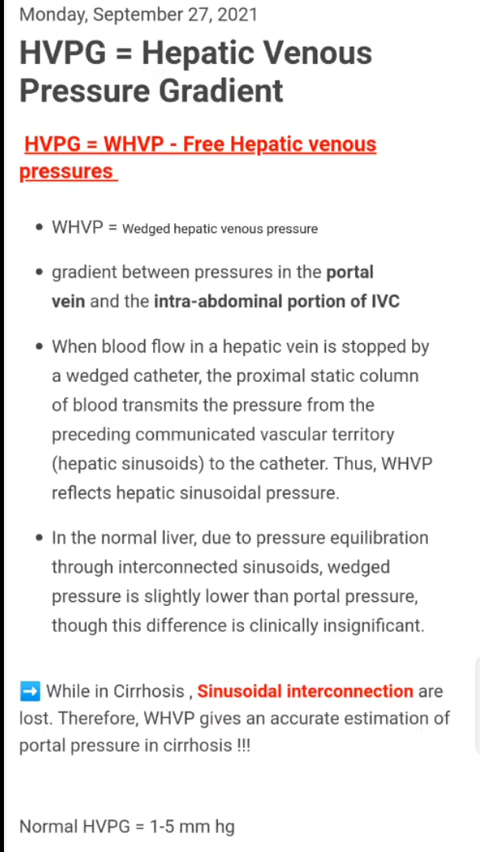 Monday, September 27, 2021
HVPG = Hepatic Venous
Pressure Gradient
HVPG = WHVP - Free Hepatic venous
pressures
• WHVP = Wedged hepatic venous pressure
• gradient between pressures in the portal
vein and the intra-abdominal portion of IVC
• When blood flow in a hepatic vein is stopped by
a wedged catheter, the proximal static column
of blood transmits the pressure from the
preceding communicated vascular territory
(hepatic sinusoids) to the catheter. Thus, WHVP
reflects hepatic sinusoidal pressure.
• In the normal liver, due to pressure equilibration
through interconnected sinusoids, wedged
pressure is slightly lower than portal pressure,
though this difference is clinically insignificant.
➡️ While in Cirrhosis , Sinusoidal interconnection are
lost. Therefore, WHVP gives an accurate estimation of
portal pressure in cirrhosis !!!
Normal HVPG = 1-5 mm hg